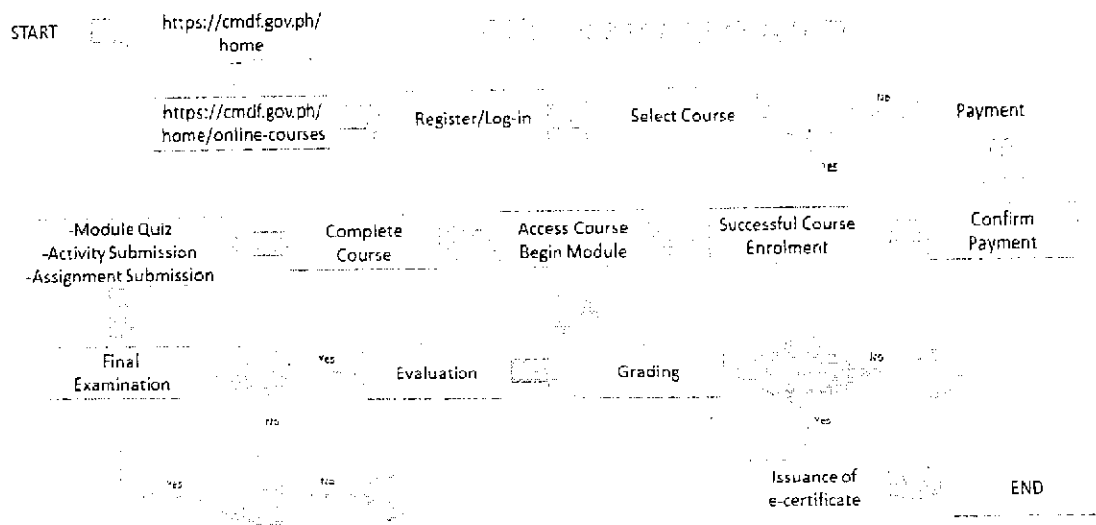 START
https://cmdf.gov.ph/
home
https://cmdf.gov.ph/
home/online-courses
Register/Log-in
Select Course
No
Payment
Yes
-Module Quiz
-Activity Submission
-Assignment Submission
Complete
Course
Access Course
Begin Module
Successful Course
Enrolment
Confirm
Payment
Final
Examination
Yes
Evaluation
Grading
No
No
Yes
Yes
No
Issuance of
e-certificate
END